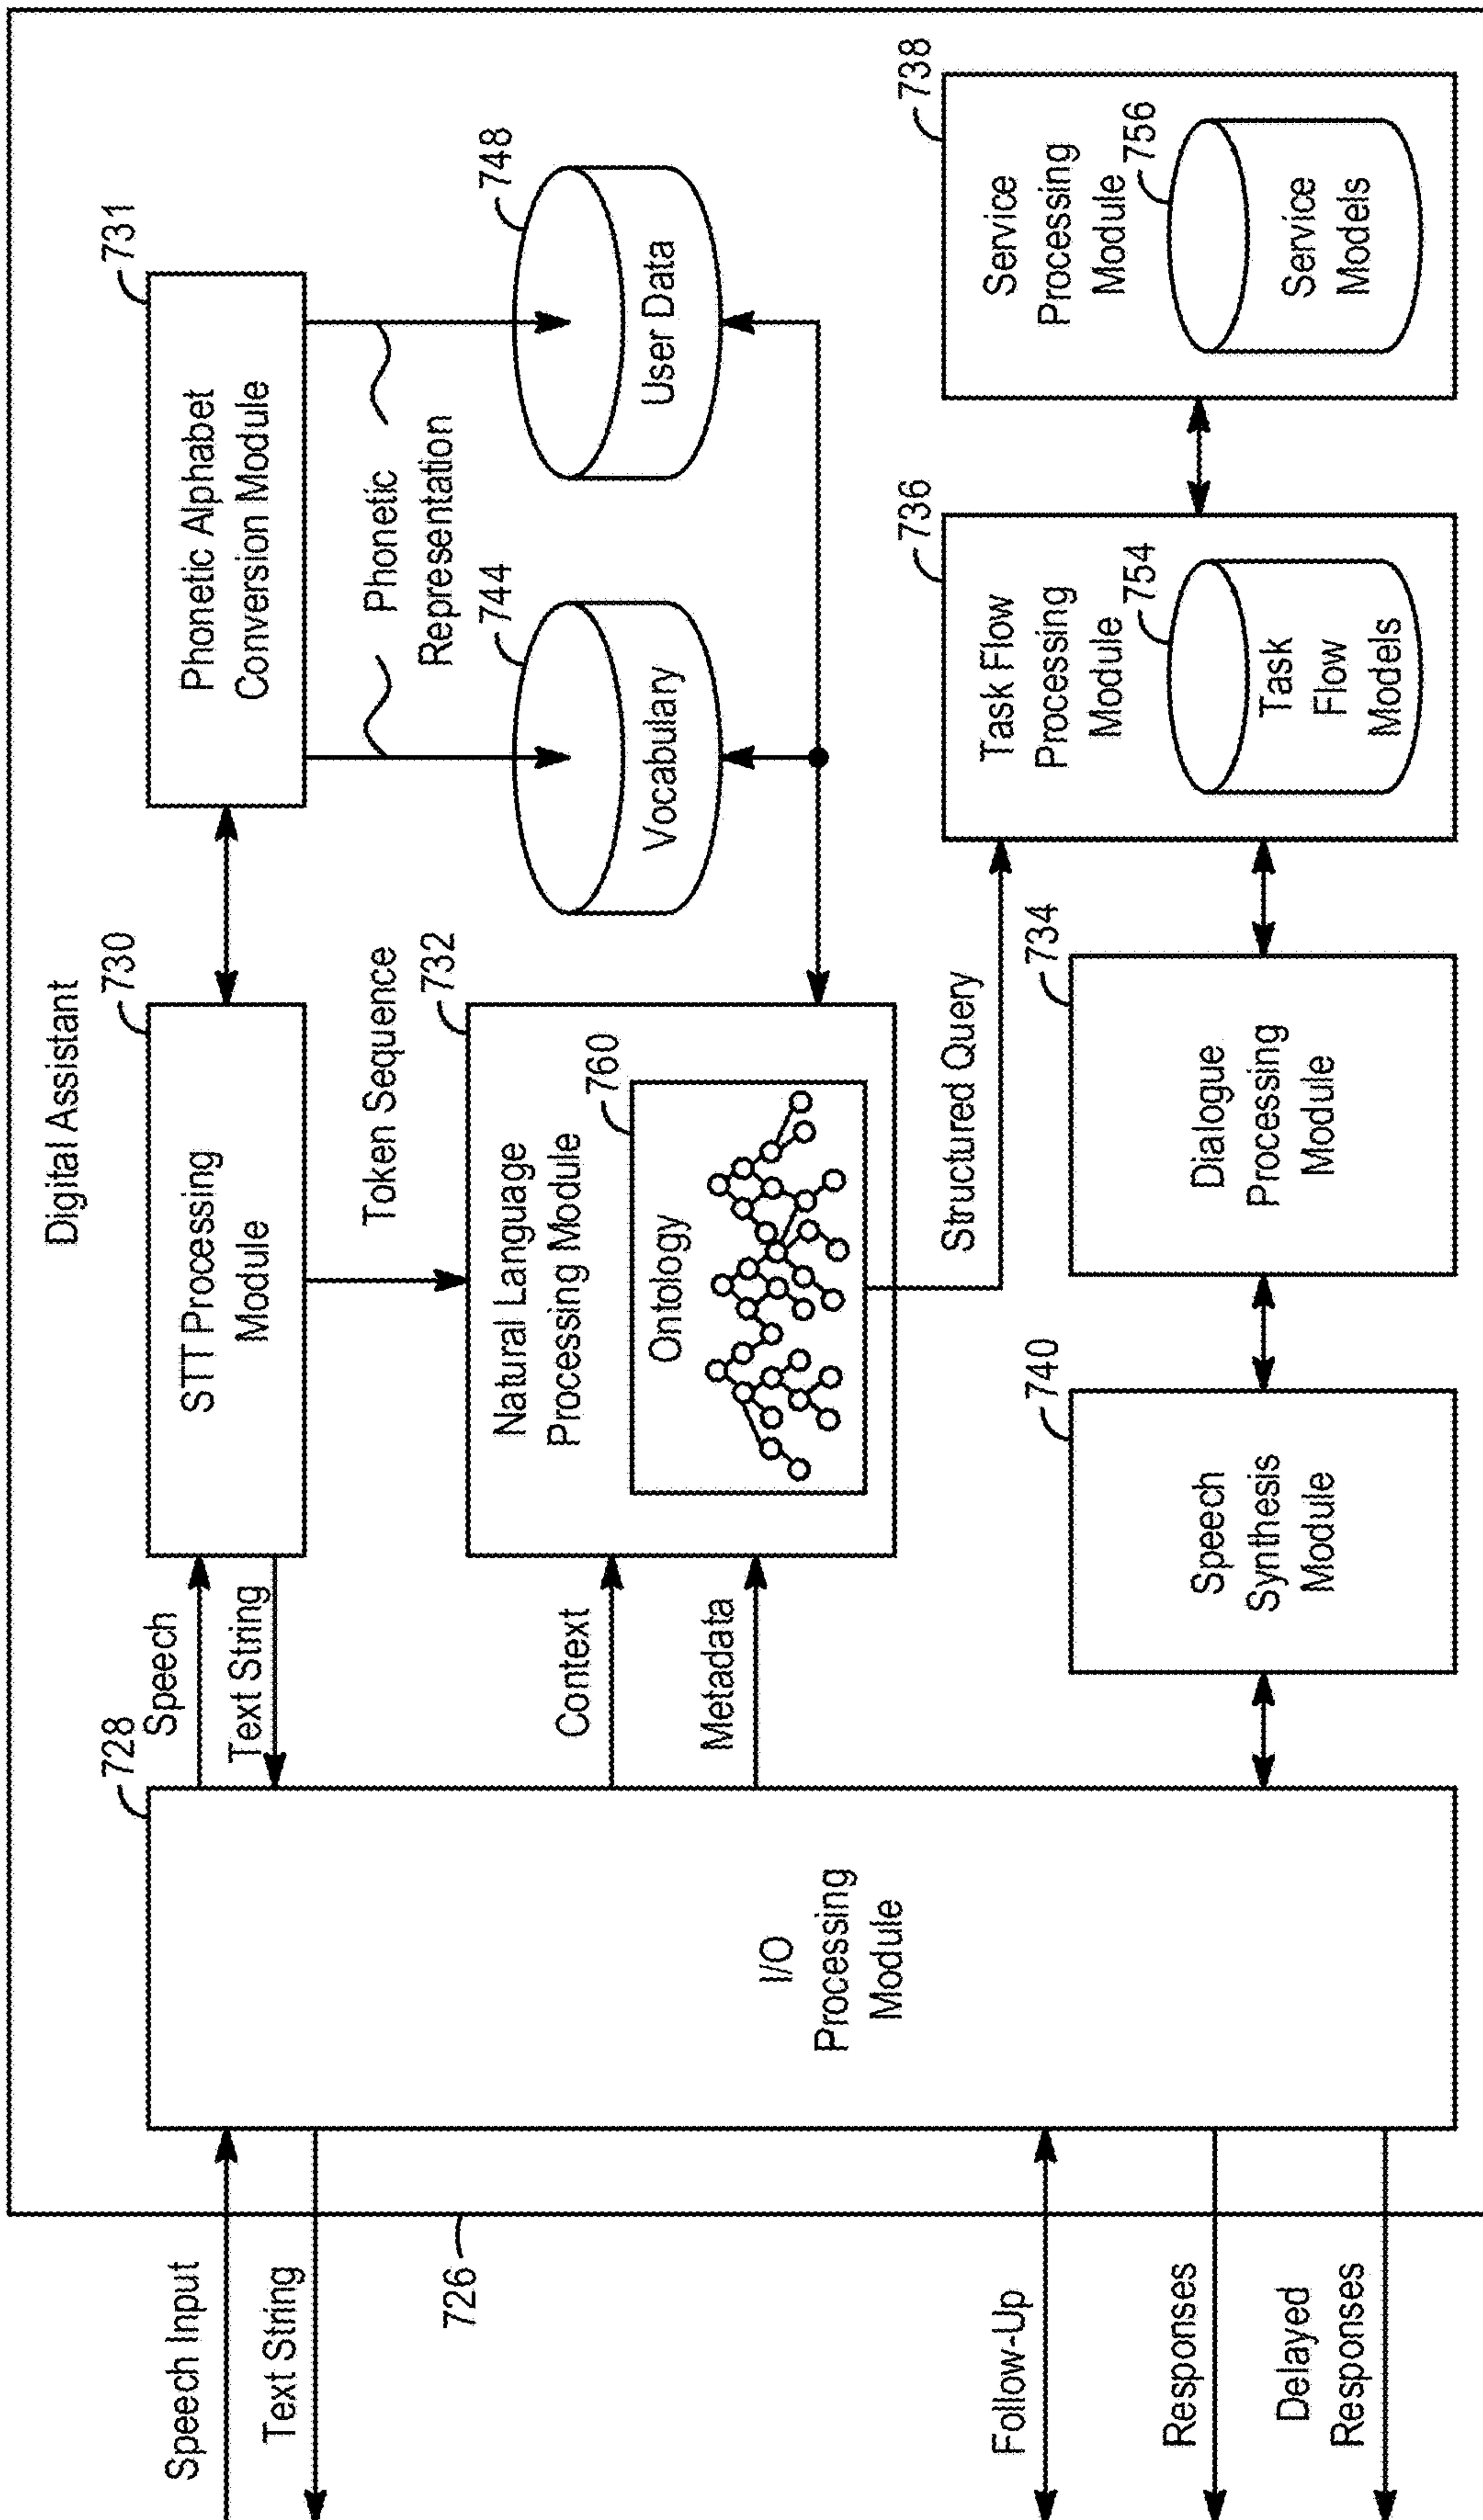 Digital Assistant
726
Speech Input
Text String
Follow-Up
Responses
Delayed
Responses
728
I/O
Processing
Module
Speech
Text String
Context
Metadata
730
STT Processing
Module
Token Sequence
731
Phonetic Alphabet
Conversion Module
Phonetic
Representation
732
Natural Language
Processing Module
760
Ontology
744
Vocabulary
748
User Data
Structured Query
740
Speech
Synthesis
Module
734
Dialogue
Processing
Module
736
Task Flow
Processing
Module
754
Task
Flow
Models
738
Service
Processing
Module
756
Service
Models